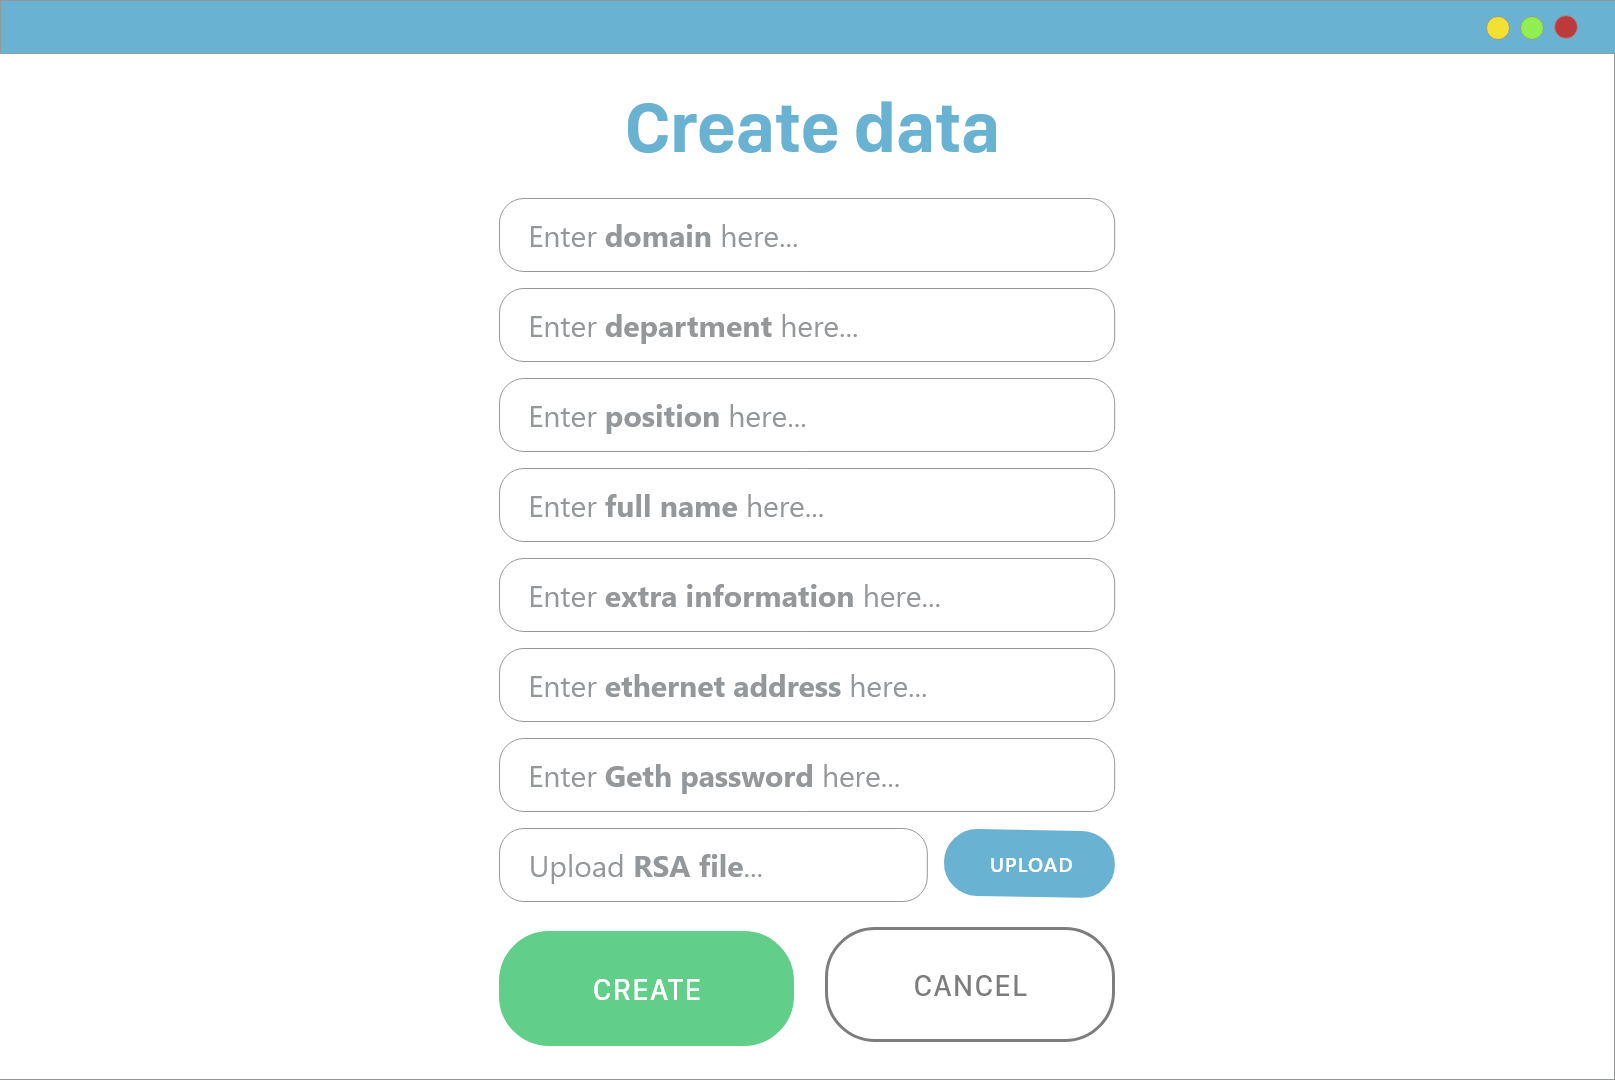 Create data
Enter domain here...
Enter department here...
Enter position here...
Enter full name here...
Enter extra information here...
Enter ethernet address here...
Enter Geth password here...
Upload RSA file...
UPLOAD
CREATE
CANCEL